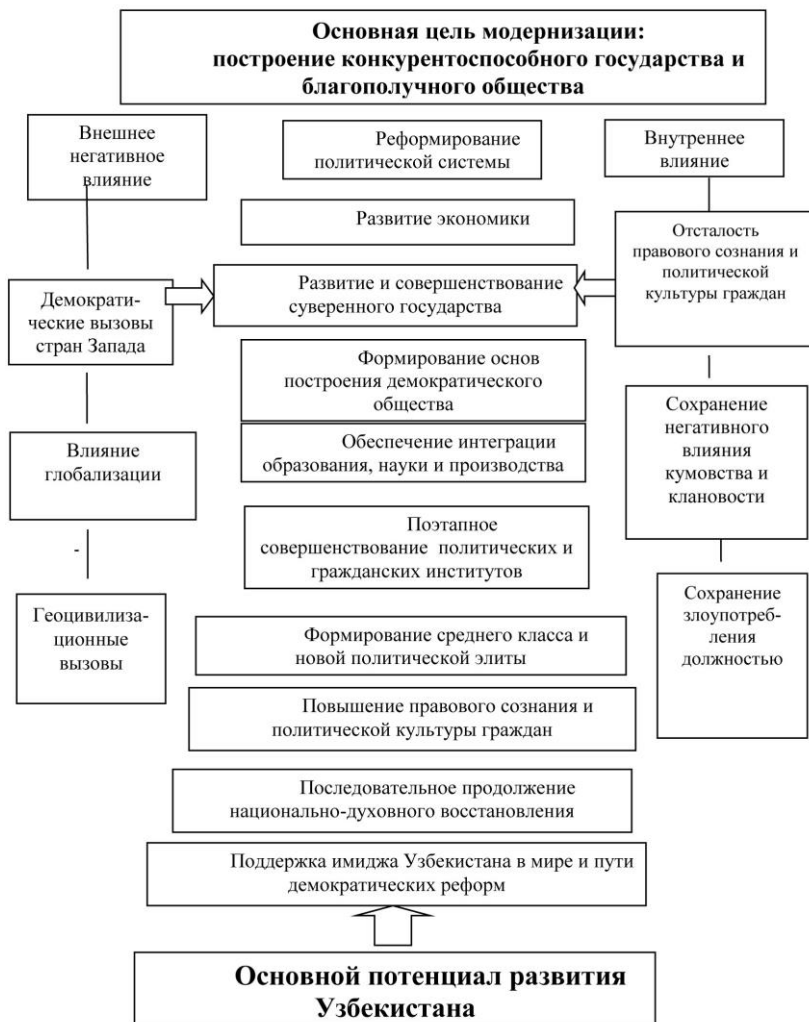 Основная цель модернизации:
построение конкурентоспособного государства и
благополучного общества
Внешнее
негативное
влияние
Реформирование
политической системы
Внутреннее
влияние
Развитие экономики
Отсталость
правового сознания и
политической
культуры граждан
Демократи-
ческие вызовы
стран Запада
Развитие и совершенствование
суверенного государства
Формирование основ
построения демократического
общества
Сохранение
негативного
влияния
кумовства и
клановости
Влияние
глобализации
Обеспечение интеграции
образования, науки и производства
Поэтапное
совершенствование политических и
гражданских институтов
-
Геоцивилиза-
ционные
вызовы
Сохранение
злоупотреб-
ления
должностью
Формирование среднего класса и
новой политической элиты
Повышение правового сознания и
политической культуры граждан
Последовательное продолжение
национально-духовного восстановления
Поддержка имиджа Узбекистана в мире и пути
демократических реформ
Основной потенциал развития
Узбекистана